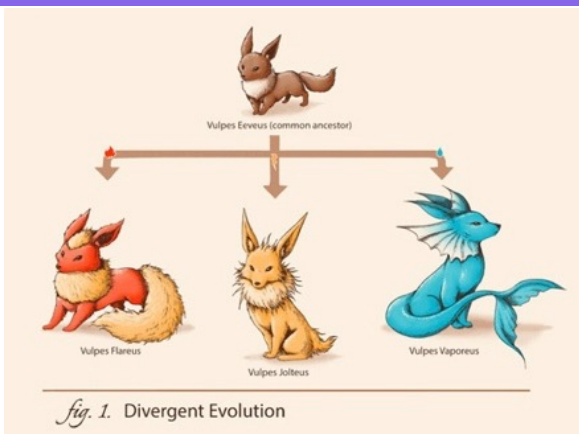 Vulpes Eeveus (common ancestor)
Vulpes Flareus
Vulpes Jolteus
Vulpes Vaporeus
fig. 1. Divergent Evolution